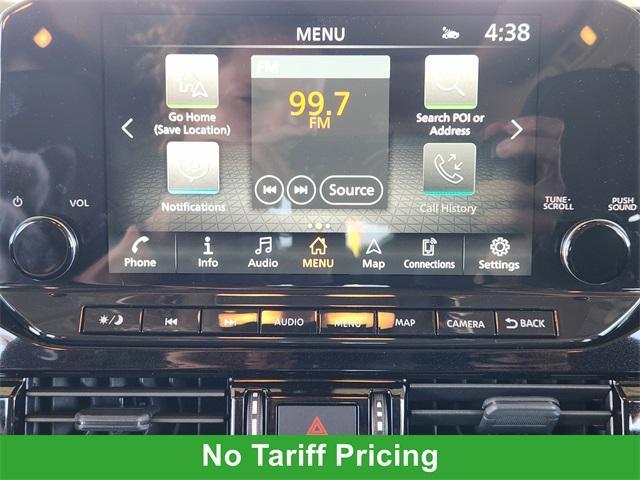 MENU
4:38
FM
99.7
FM
Go Home
(Save Location)
Search POI or
Address
Source
Notifications
Call History
VOL
TUNE·
SCROLL
PUSH
SOUND
Phone
Info
Audio
MENU
Map
Connections
Settings
AUDIO
MENU
MAP
CAMERA
BACK
No Tariff Pricing